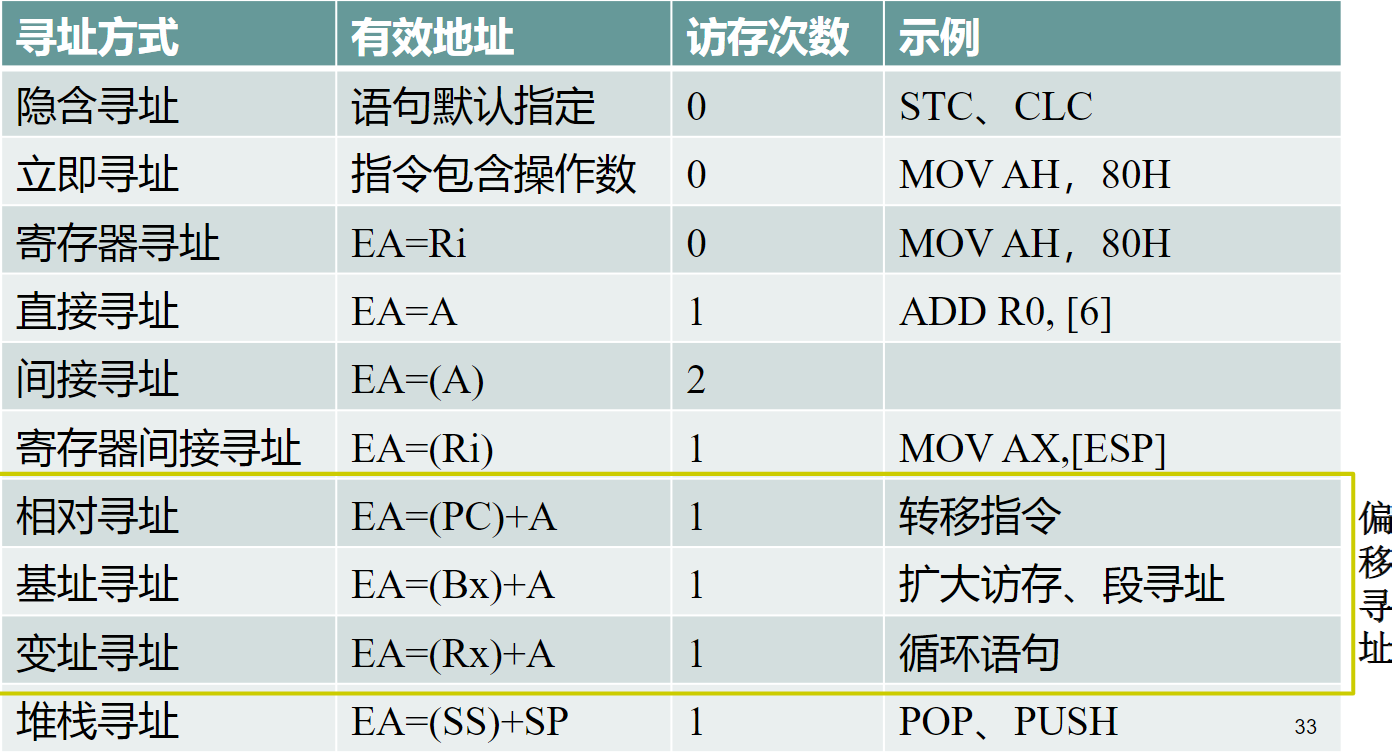 寻址方式 有效地址 访存次数 示例
隐含寻址 语句默认指定 0 STC、CLC
立即寻址 指令包含操作数 0 MOV AH，80H
寄存器寻址 EA=Ri 0 MOV AH，80H
直接寻址 EA=A 1 ADD R0, [6]
间接寻址 EA=(A) 2
寄存器间接寻址 EA=(Ri) 1 MOV AX,[ESP]
相对寻址 EA=(PC)+A 1 转移指令
基址寻址 EA=(Bx)+A 1 扩大访存、段寻址
变址寻址 EA=(Rx)+A 1 循环语句
堆栈寻址 EA=(SS)+SP 1 POP、PUSH
偏
移
寻
址
33